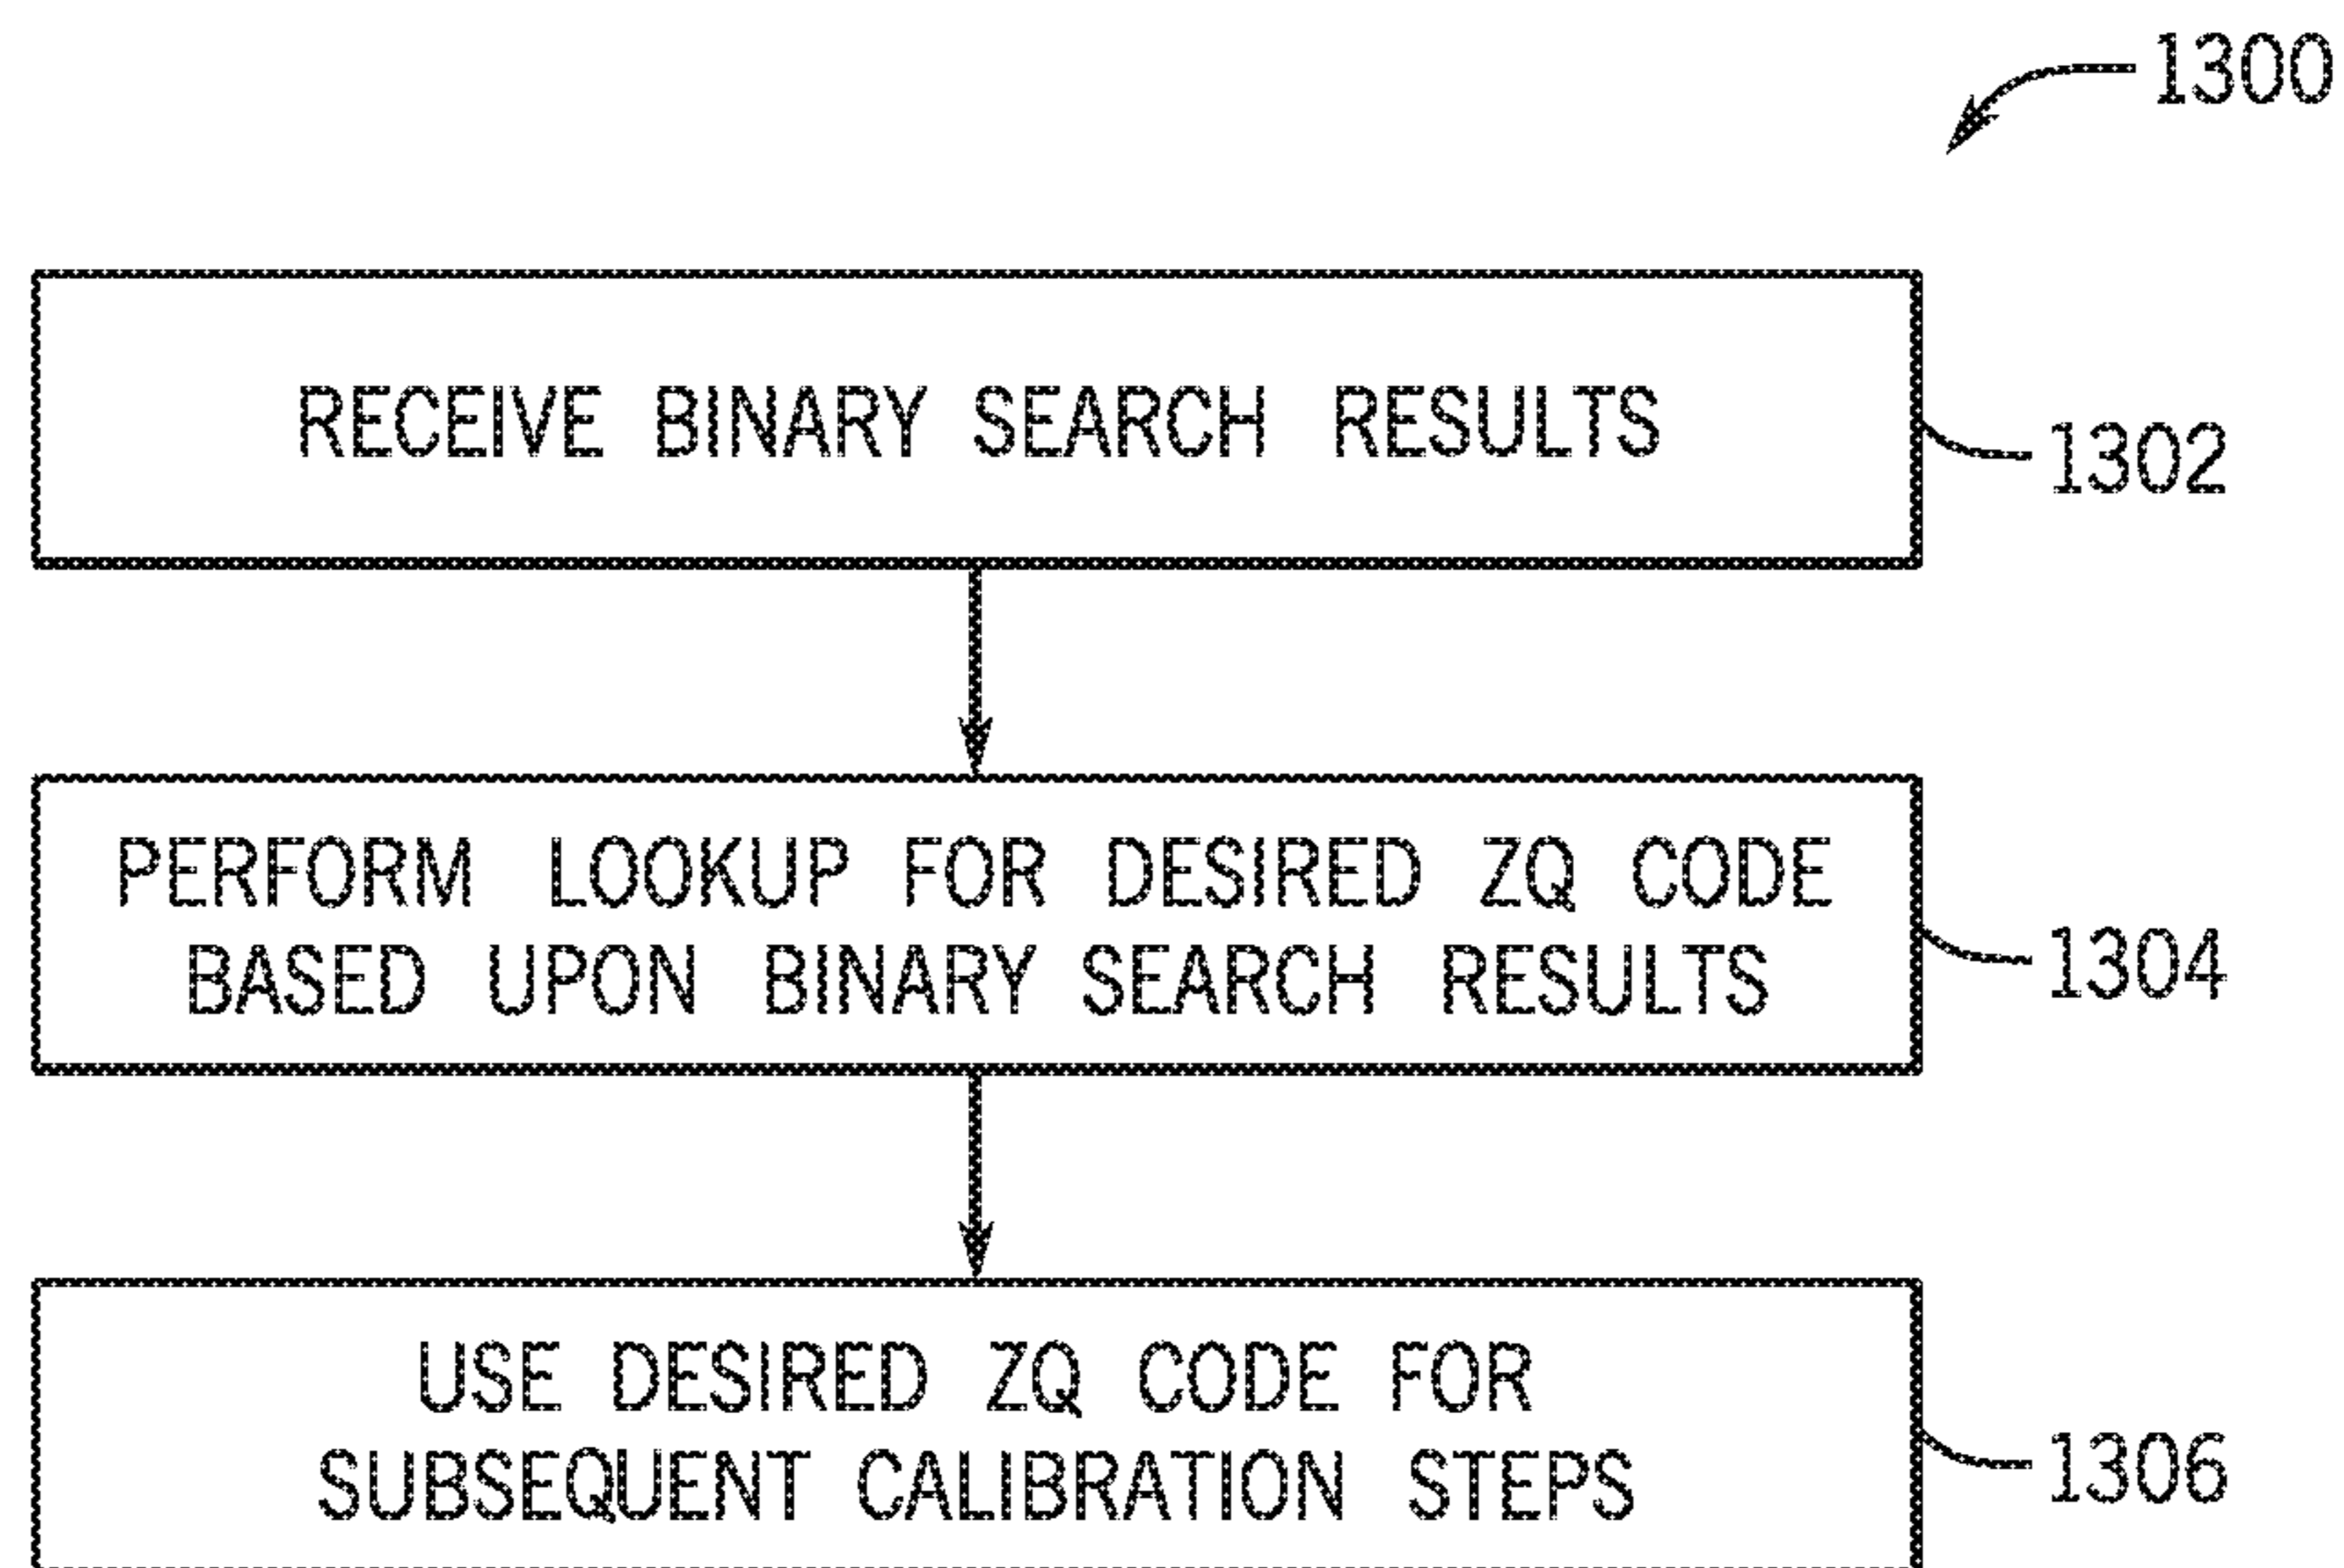 1300
RECEIVE BINARY SEARCH RESULTS
1302
PERFORM LOOKUP FOR DESIRED ZQ CODE
BASED UPON BINARY SEARCH RESULTS
1304
USE DESIRED ZQ CODE FOR
SUBSEQUENT CALIBRATION STEPS
1306